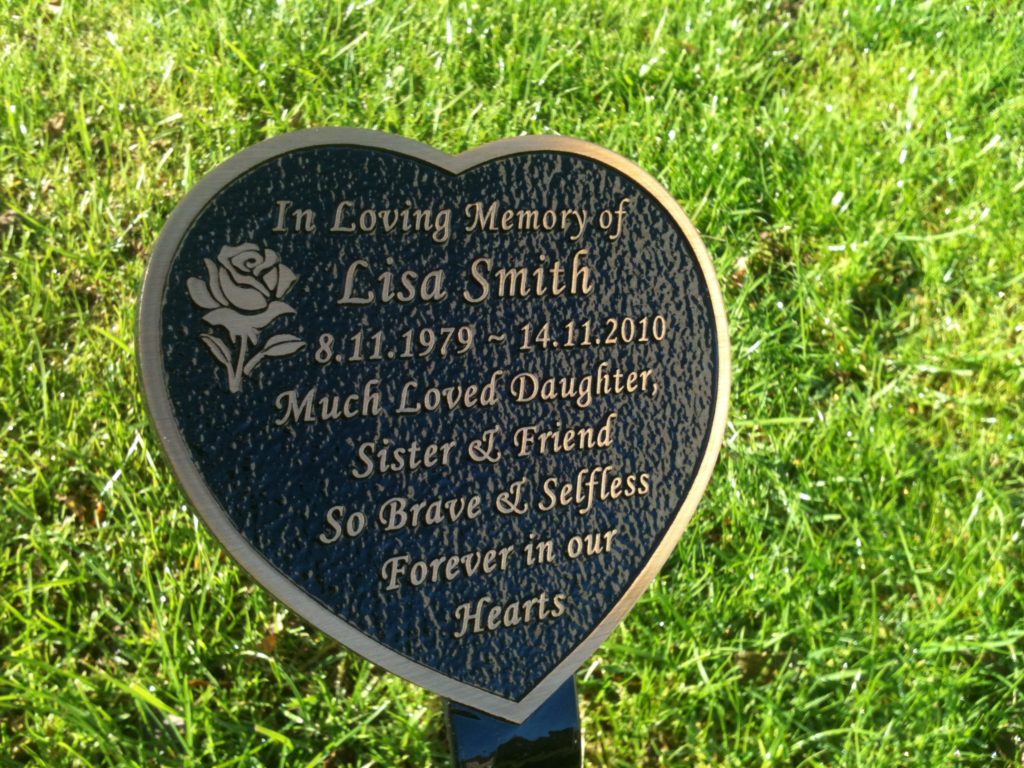 In Loving Memory of
Lisa Smith
8.11.1979 ~ 14.11.2010
Much Loved Daughter,
Sister & Friend
So Brave & Selfless
Forever in our
Hearts